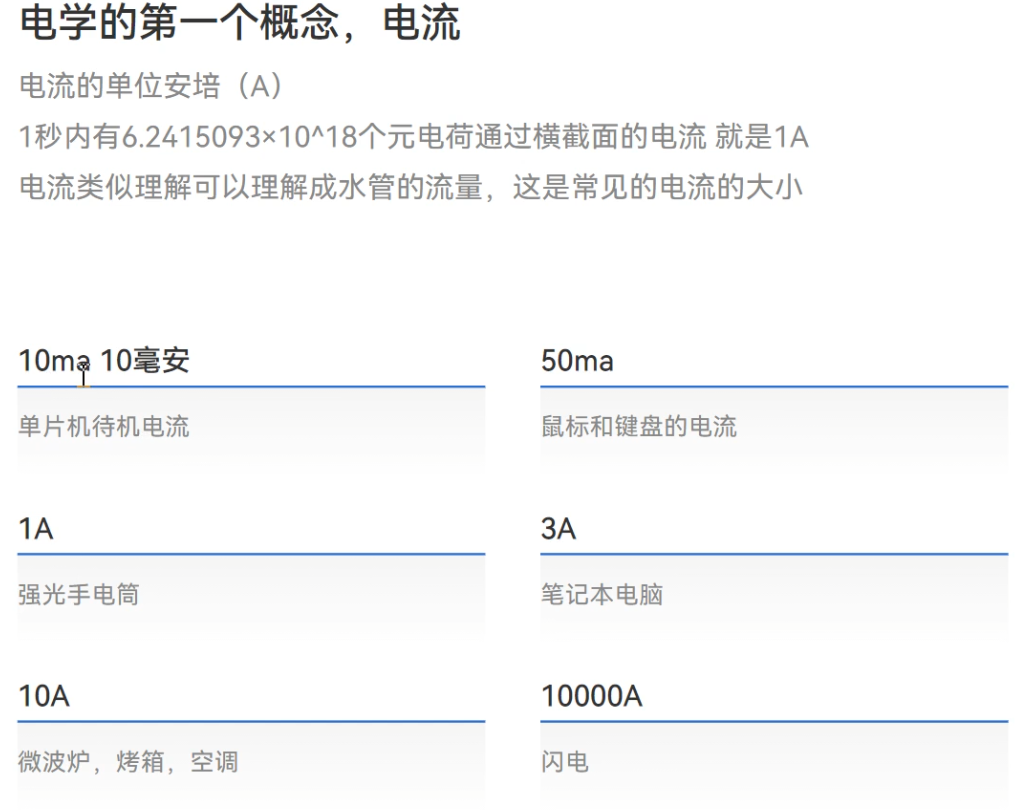 电学的第一个概念，电流
电流的单位安培（A）
1秒内有6.2415093×10^18个元电荷通过横截面的电流 就是1A
电流类似理解可以理解成水管的流量，这是常见的电流的大小
10ma 10毫安
50ma
单片机待机电流
鼠标和键盘的电流
1A
3A
强光手电筒
笔记本电脑
10A
10000A
微波炉，烤箱，空调
闪电